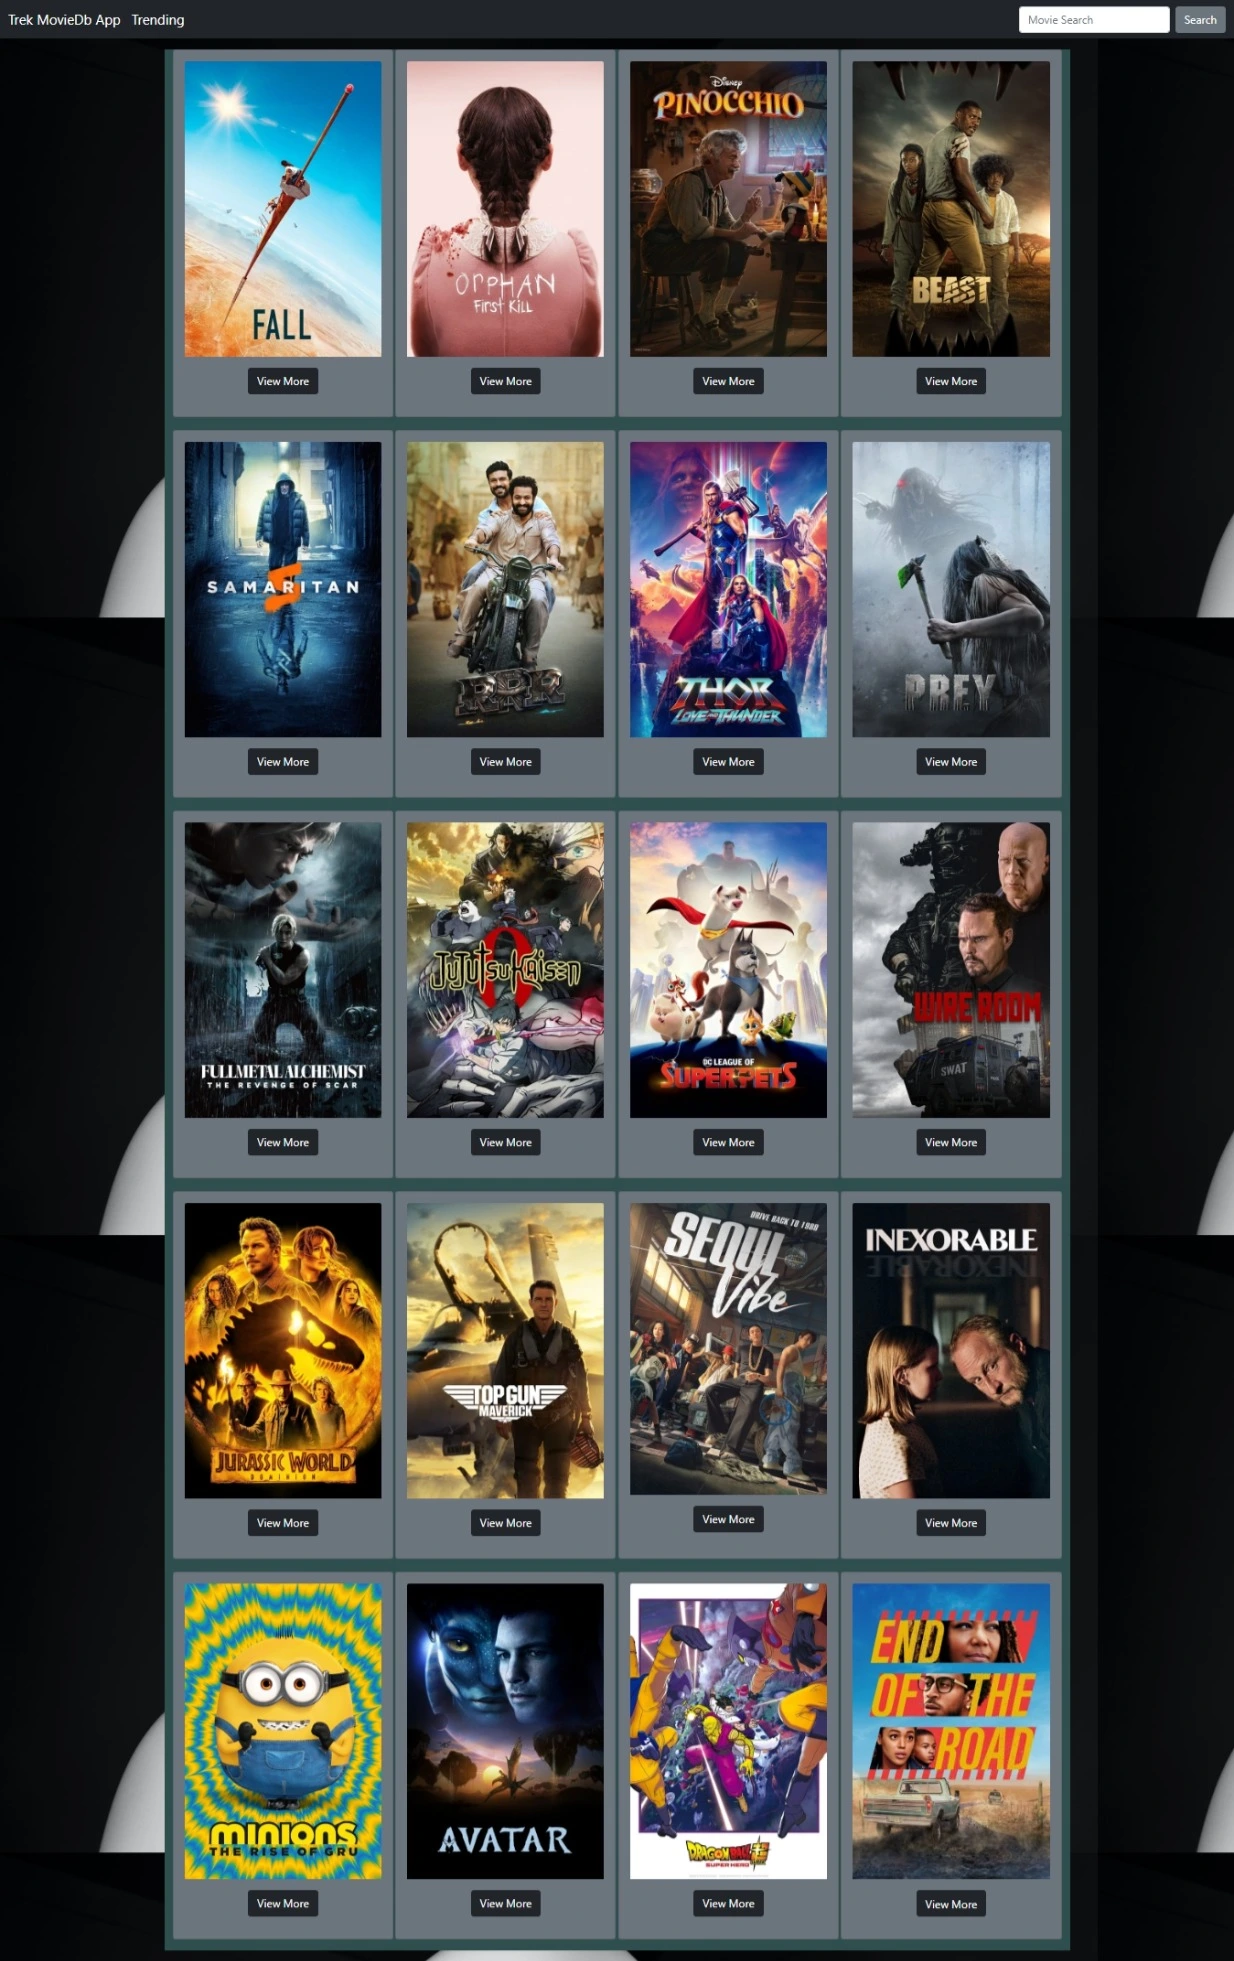 Trek MovieDb App Trending Movie Search Search
Disney
PINOCCHIO
FALL
ORPHAN
First Kill
BEAST
View More View More View More View More
SAMARITAN
RRR
THOR
LOVE AND THUNDER
PREY
View More View More View More View More
FULLMETAL ALCHEMIST
THE REVENGE OF SCAR
JUJUTSU KAISEN
0
DC LEAGUE OF
SUPER-PETS
WIRE ROOM
SWAT
View More View More View More View More
JURASSIC WORLD
DOMINION
TOP GUN
MAVERICK
DRIVE BACK TO 1988
SEOUL
Vibe
INEXORABLE
INEXORABLE
View More View More View More View More
MINIONS
THE RISE OF GRU
AVATAR
DRAGON BALL
SUPER HERO
END
OF THE
ROAD
View More View More View More View More